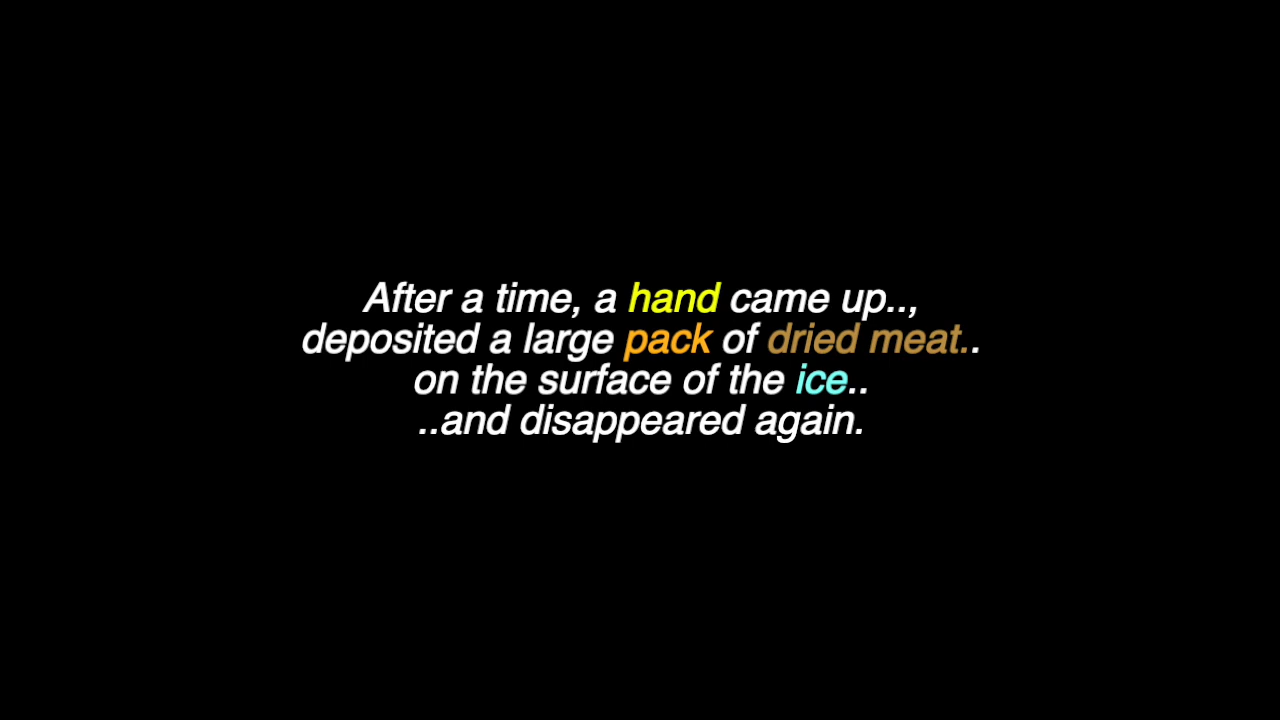 After a time, a hand came up..,
deposited a large pack of dried meat..
on the surface of the ice..
..and disappeared again.